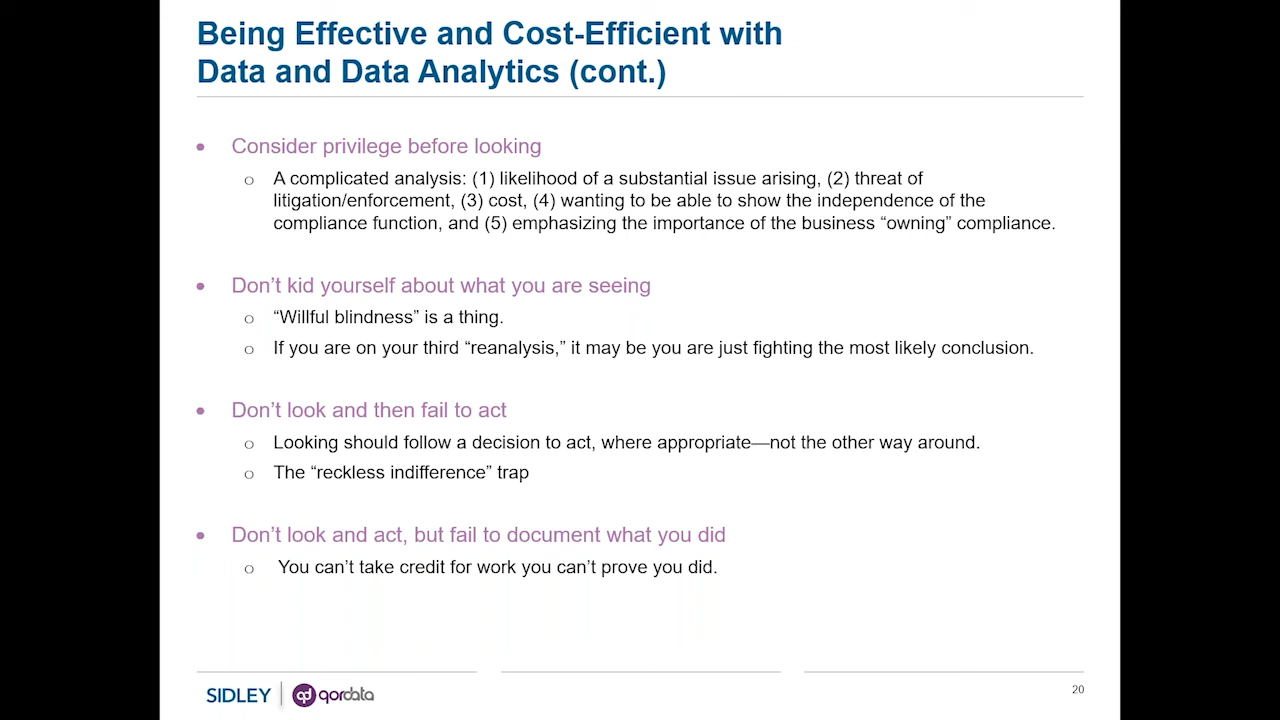 Being Effective and Cost-Efficient with
Data and Data Analytics (cont.)
• Consider privilege before looking
o A complicated analysis: (1) likelihood of a substantial issue arising, (2) threat of
litigation/enforcement, (3) cost, (4) wanting to be able to show the independence of the
compliance function, and (5) emphasizing the importance of the business “owning” compliance.
• Don’t kid yourself about what you are seeing
o “Willful blindness” is a thing.
o If you are on your third “reanalysis,” it may be you are just fighting the most likely conclusion.
• Don’t look and then fail to act
o Looking should follow a decision to act, where appropriate—not the other way around.
o The “reckless indifference” trap
• Don’t look and act, but fail to document what you did
o You can’t take credit for work you can’t prove you did.
SIDLEY | qd qordata
20